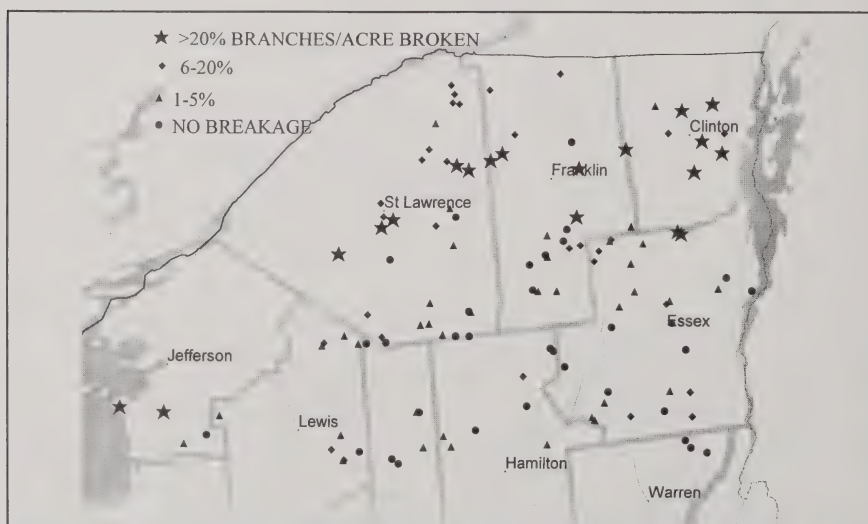 >20% BRANCHES/ACRE BROKEN
6-20%
1-5%
NO BREAKAGE
Clinton
Franklin
St Lawrence
Essex
Jefferson
Lewis
Hamilton
Warren